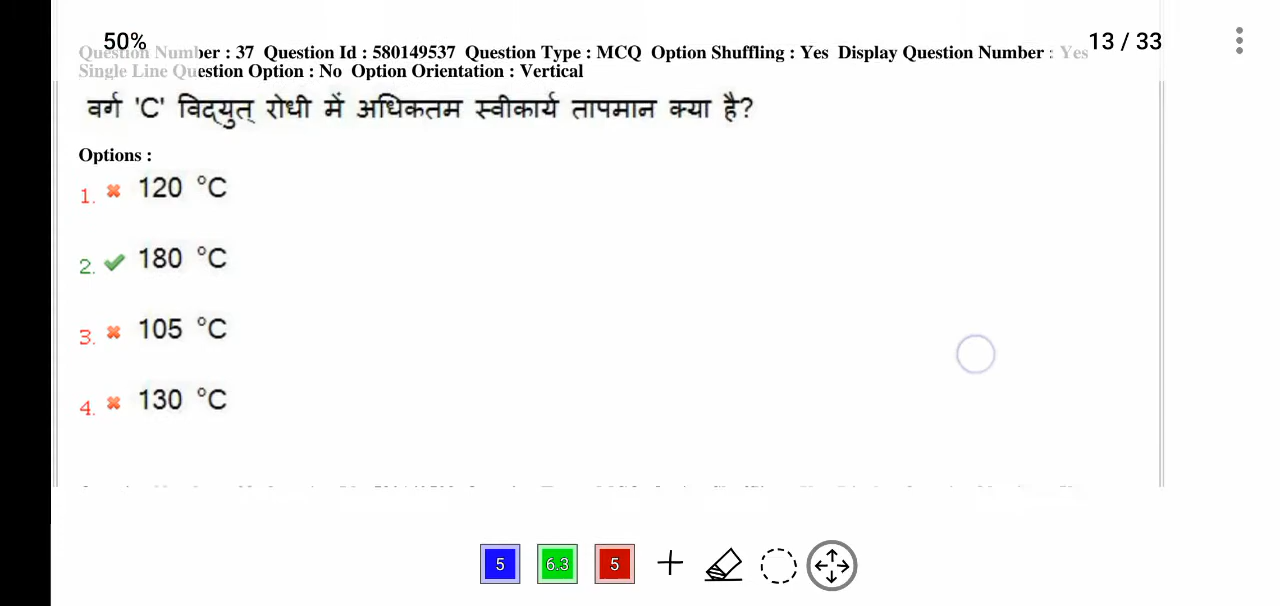 50%
13 / 33
Question Number : 37 Question Id : 580149537 Question Type : MCQ Option Shuffling : Yes Display Question Number : Yes
Single Line Question Option : No Option Orientation : Vertical
वर्ग 'C' विद्युत् रोधी में अधिकतम स्वीकार्य तापमान क्या है?
Options :
1. 120 °C
2. 180 °C
3. 105 °C
4. 130 °C
5 6.3 5